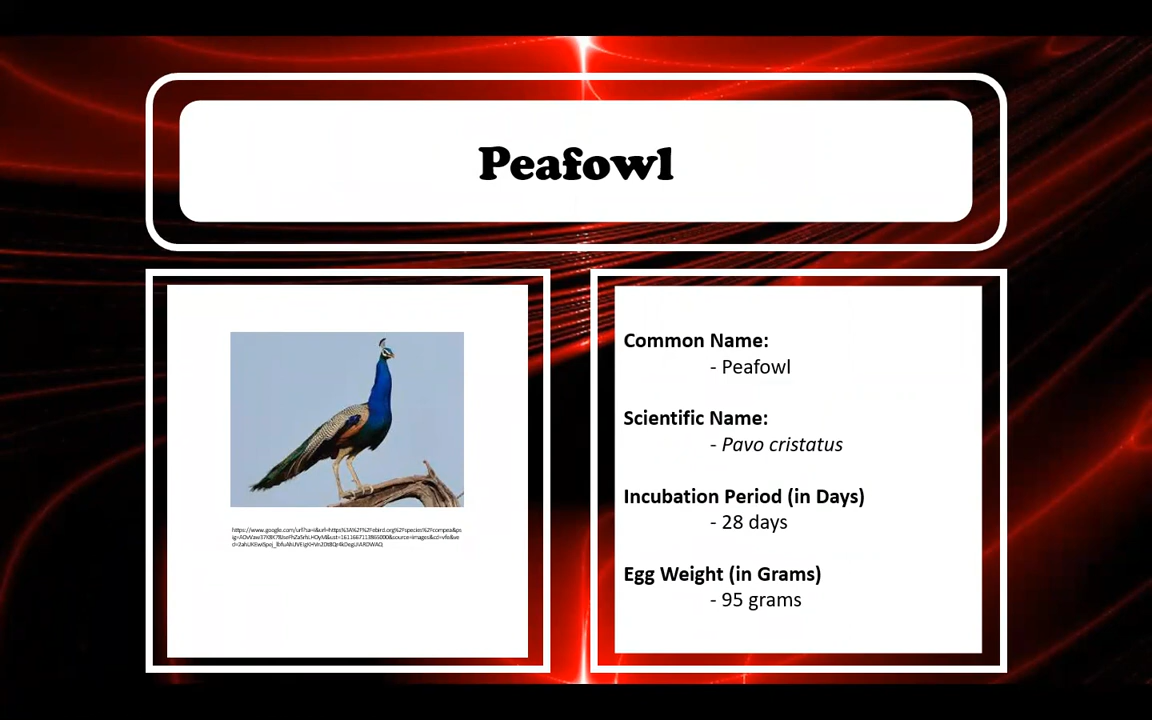 Peafowl
Common Name:
- Peafowl
Scientific Name:
- Pavo cristatus
Incubation Period (in Days)
- 28 days
Egg Weight (in Grams)
- 95 grams